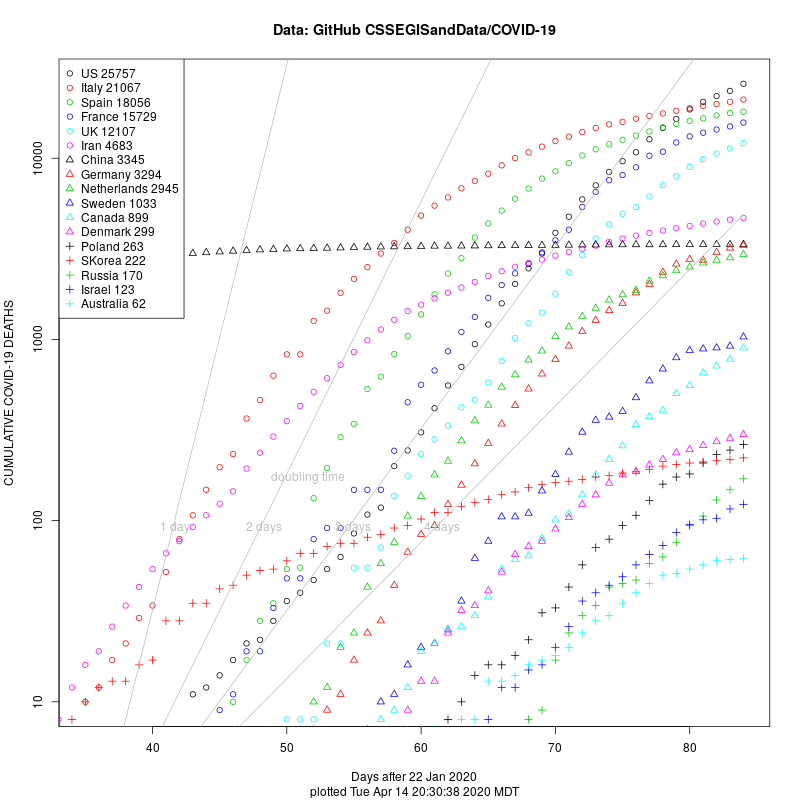 Data: GitHub CSSEGISandData/COVID-19
US 25757
Italy 21067
Spain 18056
France 15729
UK 12107
Iran 4683
China 3345
Germany 3294
Netherlands 2945
Sweden 1033
Canada 899
Denmark 299
Poland 263
SKorea 222
Russia 170
Israel 123
Australia 62
CUMULATIVE COVID-19 DEATHS
10000
1000
100
10
doubling time
1 day
2 days
3 days
4 days
40
50
60
70
80
Days after 22 Jan 2020
plotted Tue Apr 14 20:30:38 2020 MDT